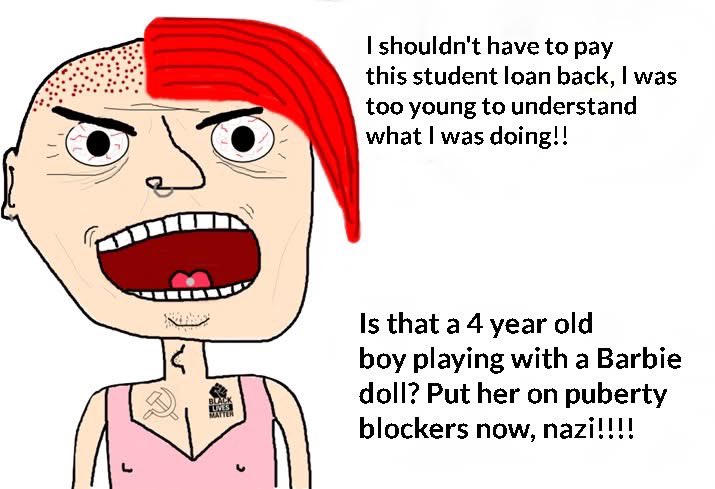 I shouldn't have to pay
this student loan back, I was
too young to understand
what I was doing!!
Is that a 4 year old
boy playing with a Barbie
doll? Put her on puberty
blockers now, nazi!!!!
BLACK
LIVES
MATTER